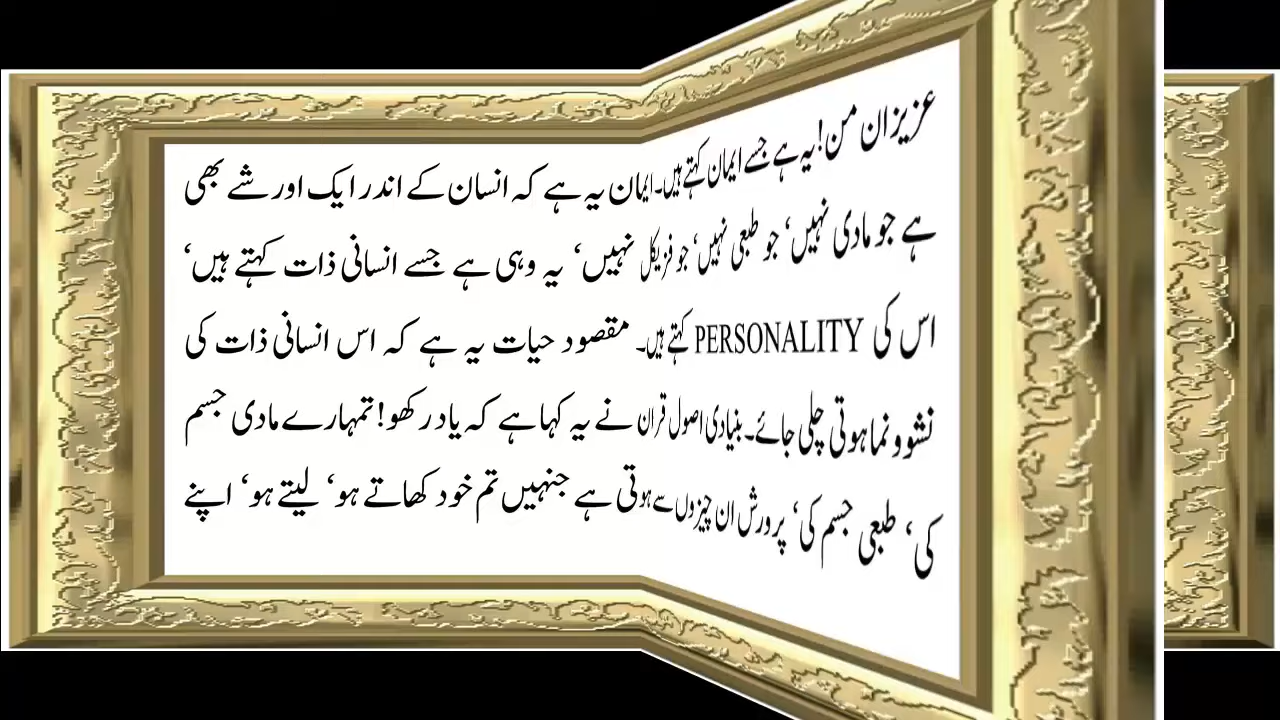 عزیزان من! یہ ہے جسے ایمان کہتے ہیں۔ ایمان یہ ہے کہ انسان کے اندر ایک اور شے بھی
ہے جو مادی نہیں‘ جو طبعی نہیں‘ جو فزیکل نہیں‘ یہ وہی ہے جسے انسانی ذات کہتے ہیں‘
اس کی PERSONALITY کہتے ہیں۔ مقصود حیات یہ ہے کہ اس انسانی ذات کی
نشوونما ہوتی چلی جائے۔ بنیادی اصول قرآن نے یہ کہا ہے کہ یاد رکھو! تمہارے مادی جسم
کی‘ طبعی جسم کی‘ پرورش ان چیزوں سے ہوتی ہے جنہیں تم خود کھاتے ہو‘ لیتے ہو‘ اپنے